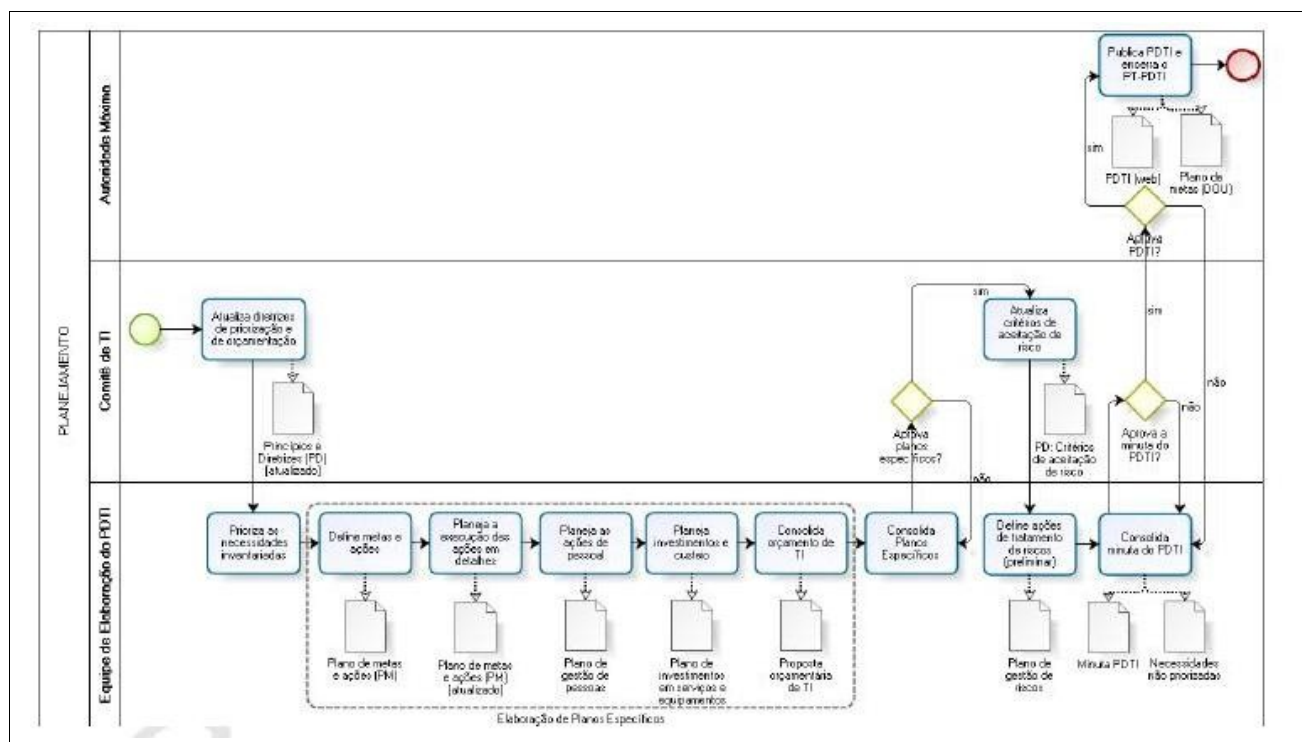 PLANEJAMENTO
Autoridade Máxima
Publica PDTI e
encerra o
PT-PDTI
sim
PDTI (web)
Plano de
metas (DOU)
Aprova
PDTI?
Comitê de TI
Atualiza diretrizes
de priorização e
de orçamentação
Princípios e
Diretrizes (PD)
(atualizado)
Aprova
planos
específicos?
sim
não
Atualiza
critérios de
aceitação de
risco
PD: Critérios
de aceitação
de risco
sim
não
não
Aprova a
minuta do
PDTI?
Equipe de Elaboração do PDTI
Prioriza as
necessidades
inventariadas
Define metas e
ações
Planeja a
execução das
ações em
detalhes
Planeja as
ações de
pessoal
Planeja
investimentos e
custeio
Consolida
orçamento de
TI
Consolida
Planos
Específicos
Define ações
de tratamento
de riscos
(preliminar)
Consolida
minuta do PDTI
Plano de metas
e ações (PM)
Plano de metas
e ações (PM)
(atualizado)
Plano de
gestão de
pessoas
Plano de
investimentos
em serviços e
equipamentos
Proposta
orçamentária
de TI
Plano de
gestão de
riscos
Minuta PDTI
Necessidades
não priorizadas
Elaboração de Planos Específicos